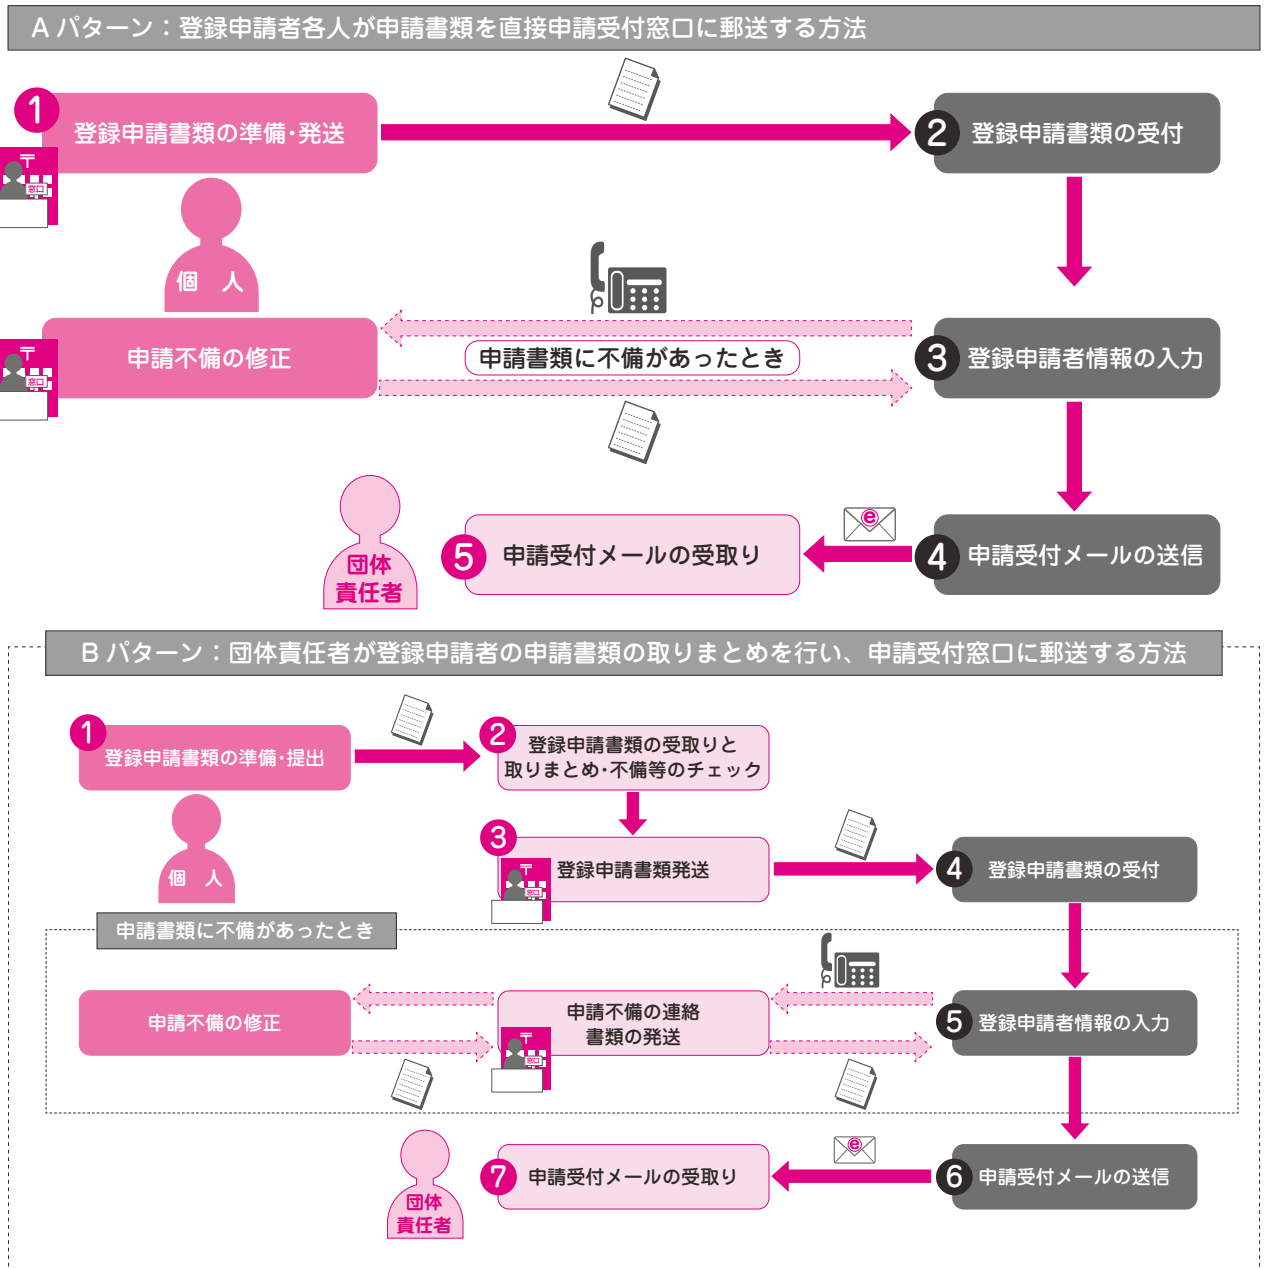 A パターン：登録申請者各人が申請書類を直接申請受付窓口に郵送する方法
1
登録申請書類の準備・発送
2
登録申請書類の受付
〒
窓口
個　人
申請不備の修正
〒
窓口
申請書類に不備があったとき
3
登録申請者情報の入力
団体
責任者
5
申請受付メールの受取り
e
4
申請受付メールの送信
B パターン：団体責任者が登録申請者の申請書類の取りまとめを行い、申請受付窓口に郵送する方法
1
登録申請書類の準備・提出
2
登録申請書類の受取りと
取りまとめ・不備等のチェック
個　人
3
登録申請書類発送
〒
窓口
4
登録申請書類の受付
申請書類に不備があったとき
申請不備の修正
申請不備の連絡
書類の発送
〒
窓口
5
登録申請者情報の入力
団体
責任者
7
申請受付メールの受取り
e
6
申請受付メールの送信